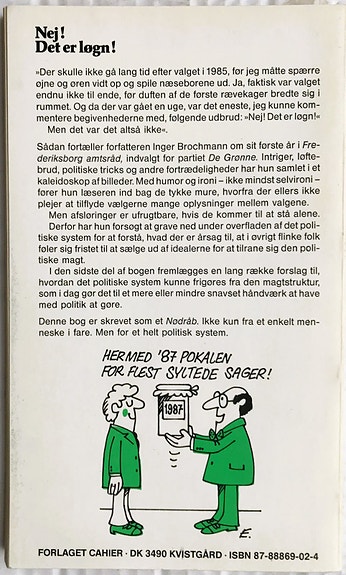 Nej!
Det er løgn!
»Der skulle ikke gå lang tid efter valget i 1985, før jeg måtte spærre
øjne og øren vidt op og spile næseborene ud. Ja, faktisk var valget
endnu ikke til ende, før duften af de første rævekager bredte sig i
rummet. Og da der var gået en uge, var det eneste, jeg kunne kom-
mentere begivenhederne med, følgende udbrud: »Nej! Det er løgn!«
Men det var det altså ikke«.
Sådan fortæller forfatteren Inger Brochmann om sit første år i Fre-
deriksborg amtsråd, indvalgt for partiet De Grønne. Intriger, løfte-
brud, politiske tricks og andre fortrædeligheder har hun samlet i et
kaleidoskop af billeder. Med humor og ironi – ikke mindst selvironi –
fører hun læseren ind bag de tykke mure, hvorfra der ellers ikke
plejer at tilflyde vælgerne mange oplysninger mellem valgene.
Men afsløringer er ufrugtbare, hvis de kommer til at stå alene.
Derfor har hun forsøgt at grave ned under overfladen af det poli-
tiske system for at forstå, hvad der er årsag til, at i øvrigt flinke folk
føler sig fristet til at sælge ud af idealerne for at tilrane sig den poli-
tiske magt.
I den sidste del af bogen fremlægges en lang række forslag til,
hvordan det politiske system kunne frigøres fra den magtstruktur,
som i dag gør det til et mere eller mindre snavset håndværk at have
med politik at gøre.
Denne bog er skrevet som et Nødråb. Ikke kun fra et enkelt men-
neske i fare. Men for et helt politisk system.
HERMED '87 POKALEN
FOR FLEST SYLTEDE SAGER!
1987
E.
FORLAGET CAHIER · DK 3490 KVISTGÅRD · ISBN 87-88869-02-4